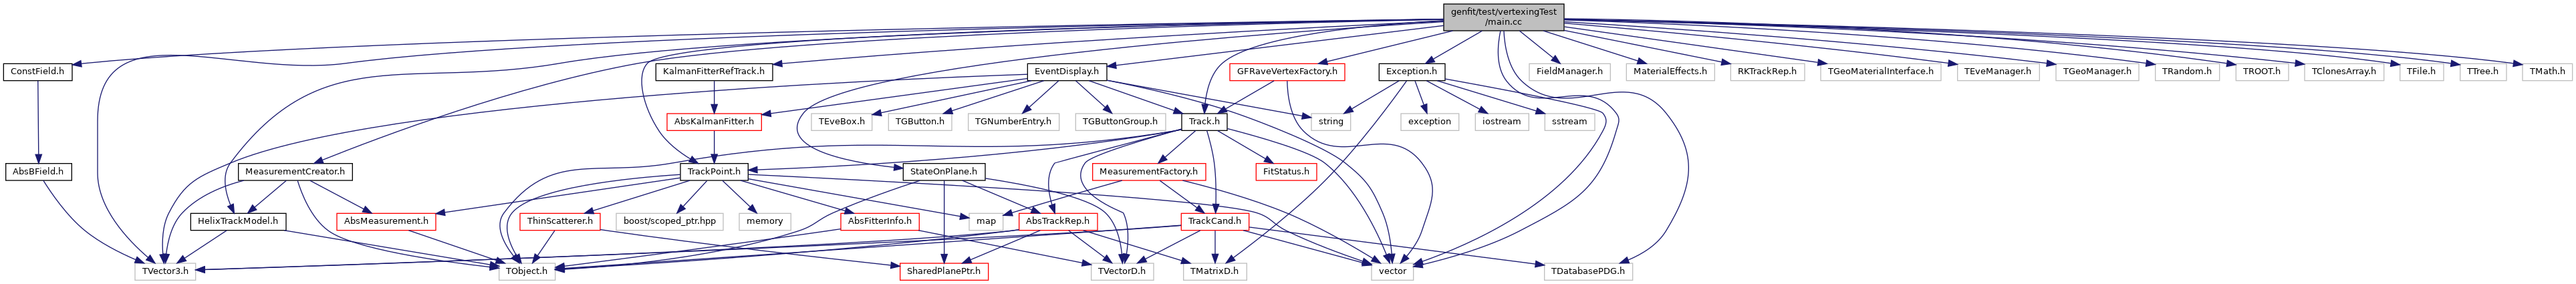 genfit/test/vertexingTest
/main.cc
ConstField.h
KalmanFitterRefTrack.h
EventDisplay.h
GFRaveVertexFactory.h
Exception.h
FieldManager.h
MaterialEffects.h
RKTrackRep.h
TGeoMaterialInterface.h
TEveManager.h
TGeoManager.h
TRandom.h
TROOT.h
TClonesArray.h
TFile.h
TTree.h
TMath.h
AbsKalmanFitter.h
TEveBox.h
TGButton.h
TGNumberEntry.h
TGButtonGroup.h
Track.h
string
exception
iostream
sstream
AbsBField.h
MeasurementCreator.h
TrackPoint.h
StateOnPlane.h
MeasurementFactory.h
FitStatus.h
HelixTrackModel.h
AbsMeasurement.h
ThinScatterer.h
boost/scoped_ptr.hpp
memory
AbsFitterInfo.h
map
AbsTrackRep.h
TrackCand.h
TVector3.h
TObject.h
SharedPlanePtr.h
TVectorD.h
TMatrixD.h
vector
TDatabasePDG.h